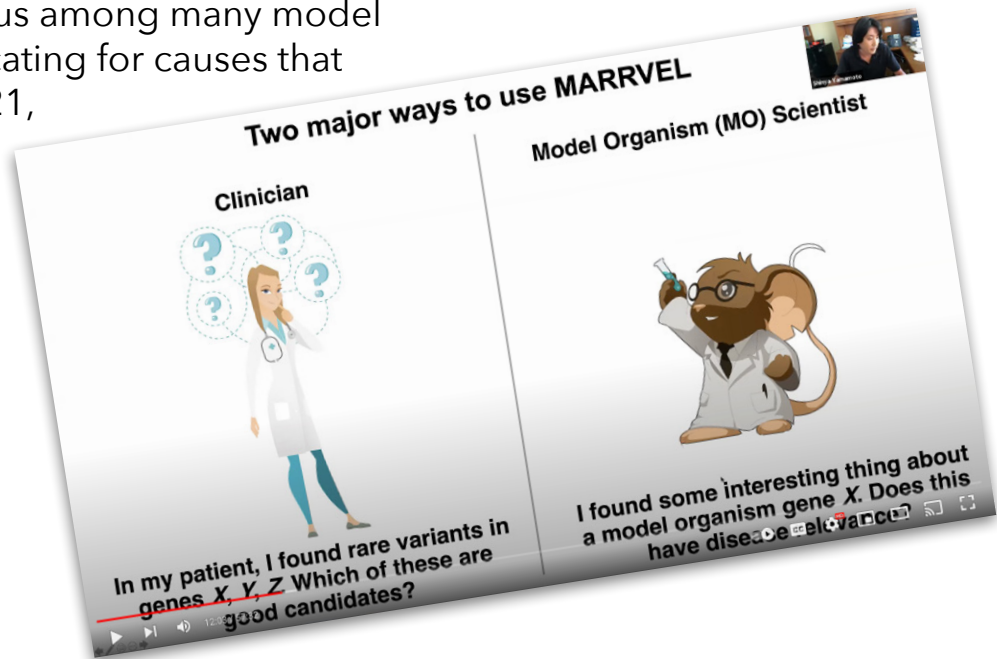 us among many model
cating for causes that
21,
Two major ways to use MARRVEL
Clinician
Model Organism (MO) Scientist
? ? ? ?
In my patient, I found rare variants in
genes X, Y, Z. Which of these are
good candidates?
I found some interesting thing about
a model organism gene X. Does this
have disease relevance?